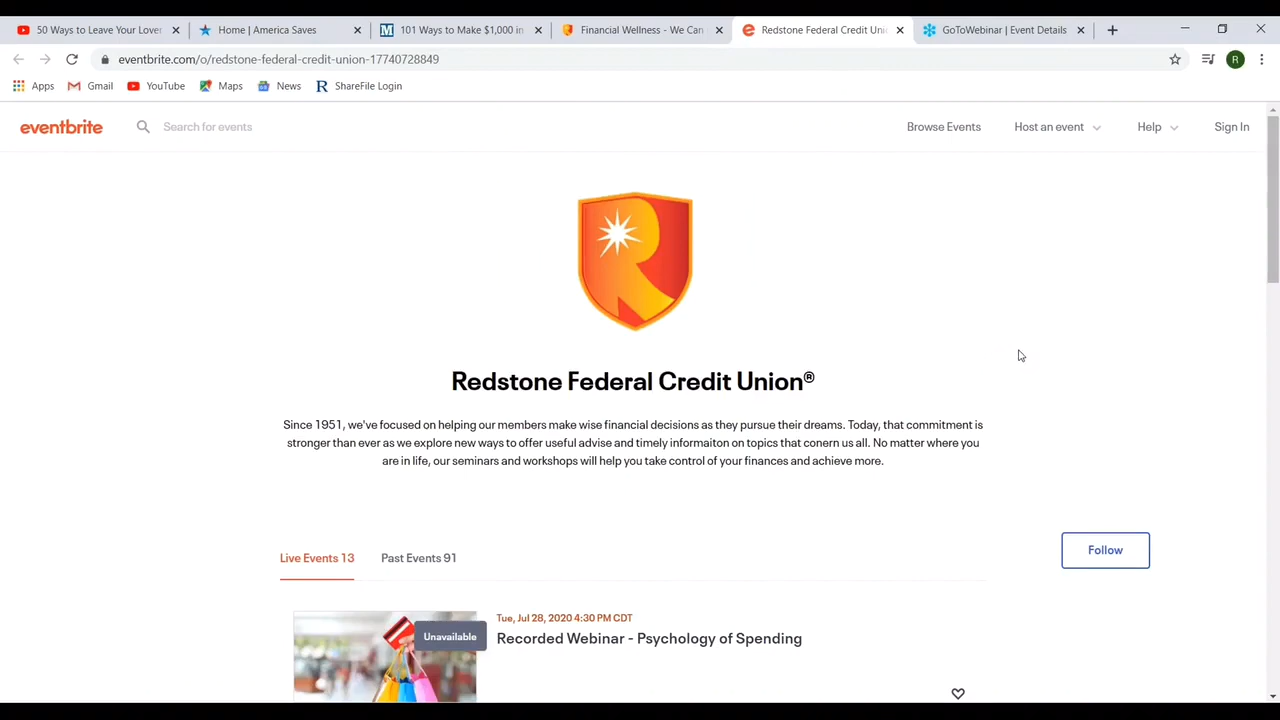 50 Ways to Leave Your Lover
Home | America Saves
101 Ways to Make $1,000 in
Financial Wellness - We Can
Redstone Federal Credit Uni
GoToWebinar | Event Details
eventbrite.com/o/redstone-federal-credit-union-17740728849
R
Apps
Gmail
YouTube
Maps
News
R
ShareFile Login
eventbrite
Search for events
Browse Events
Host an event
Help
Sign In
R
Redstone Federal Credit Union®
Since 1951, we've focused on helping our members make wise financial decisions as they pursue their dreams. Today, that commitment is
stronger than ever as we explore new ways to offer useful advise and timely informaiton on topics that conern us all. No matter where you
are in life, our seminars and workshops will help you take control of your finances and achieve more.
Live Events 13
Past Events 91
Follow
Unavailable
Tue, Jul 28, 2020 4:30 PM CDT
Recorded Webinar - Psychology of Spending